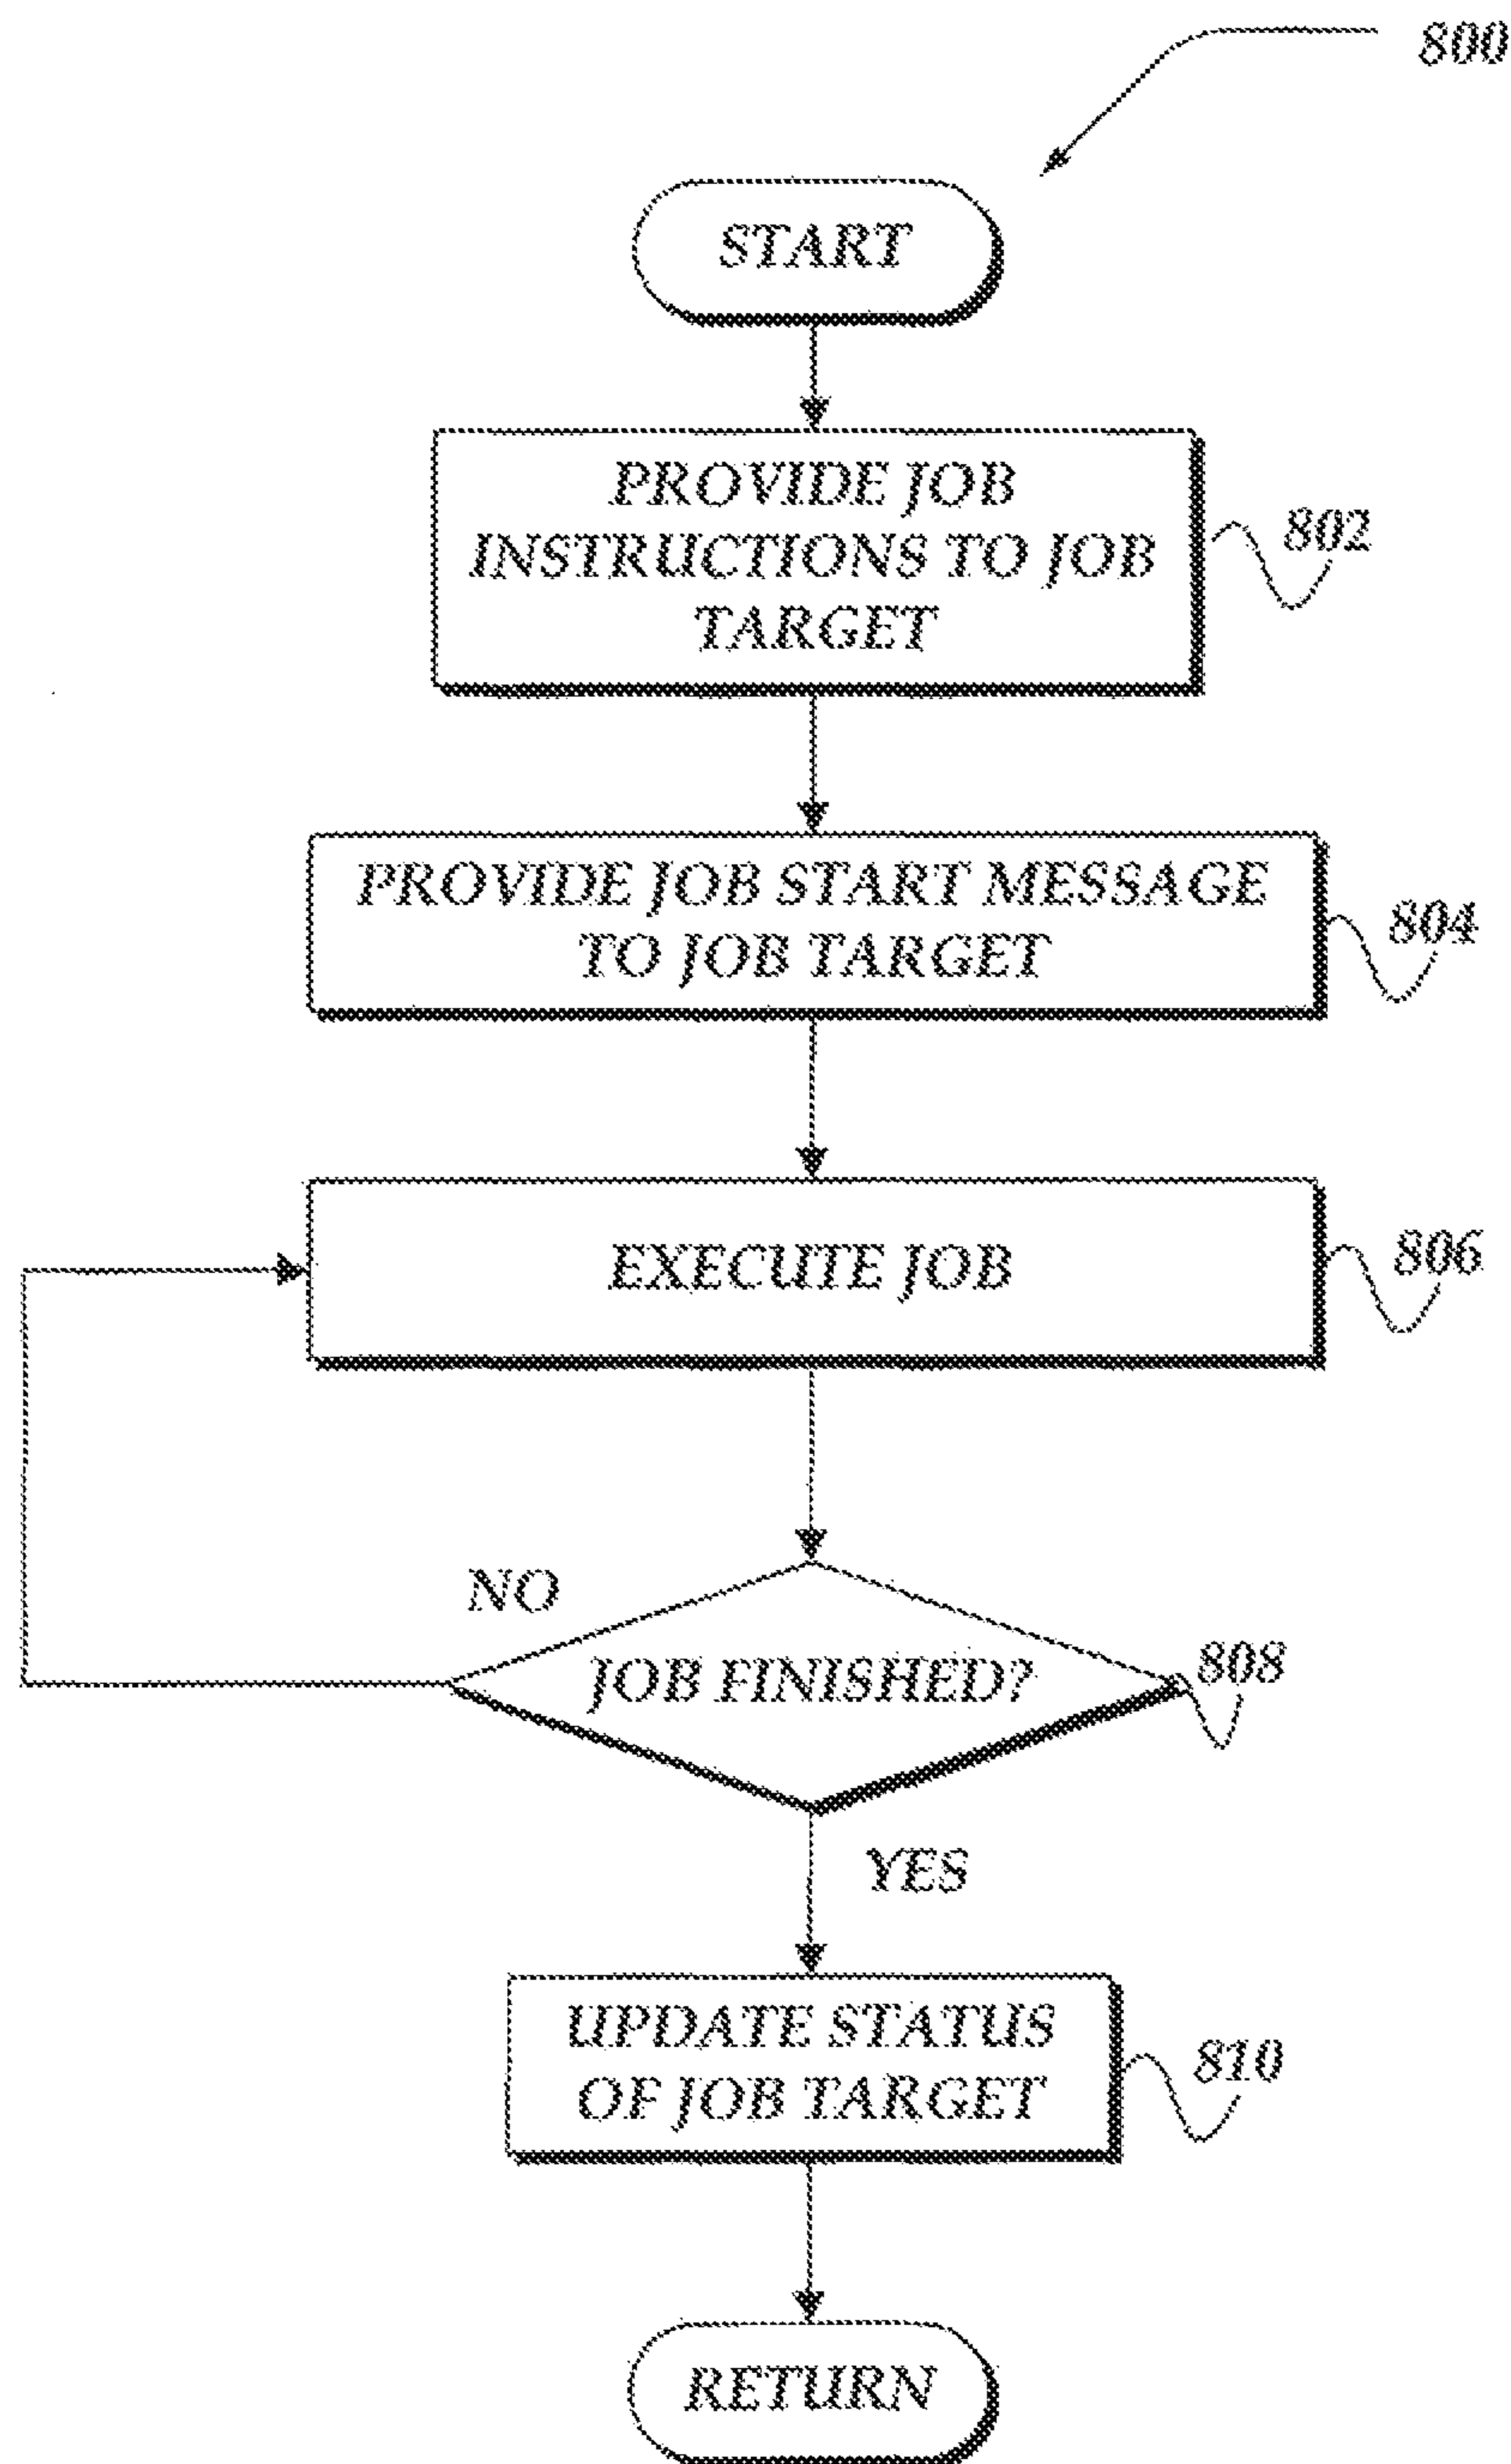 800
START
PROVIDE JOB
INSTRUCTIONS TO JOB
TARGET
802
PROVIDE JOB START MESSAGE
TO JOB TARGET
804
EXECUTE JOB
806
NO
JOB FINISHED?
808
YES
UPDATE STATUS
OF JOB TARGET
810
RETURN